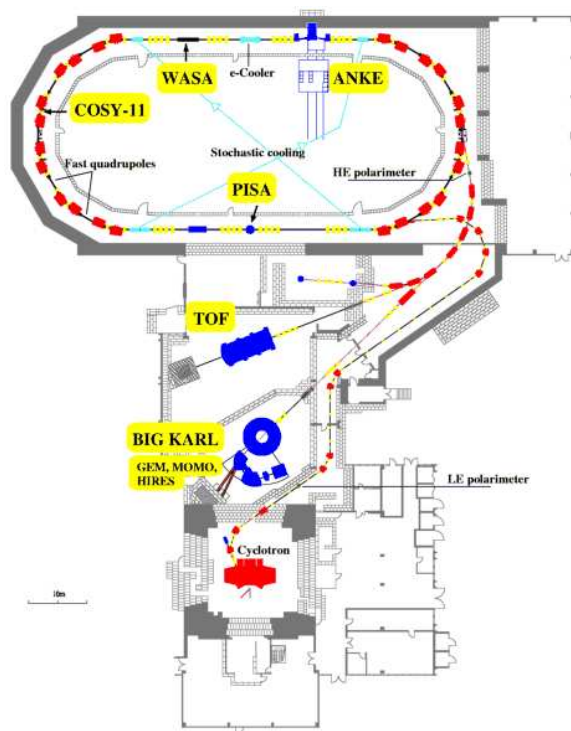 WASA
e-Cooler
ANKE
COSY-11
Stochastic cooling
Fast quadrupoles
HE polarimeter
PISA
TOF
BIG KARL
GEM, MOMO,
HIRES
LE polarimeter
Cyclotron
10m